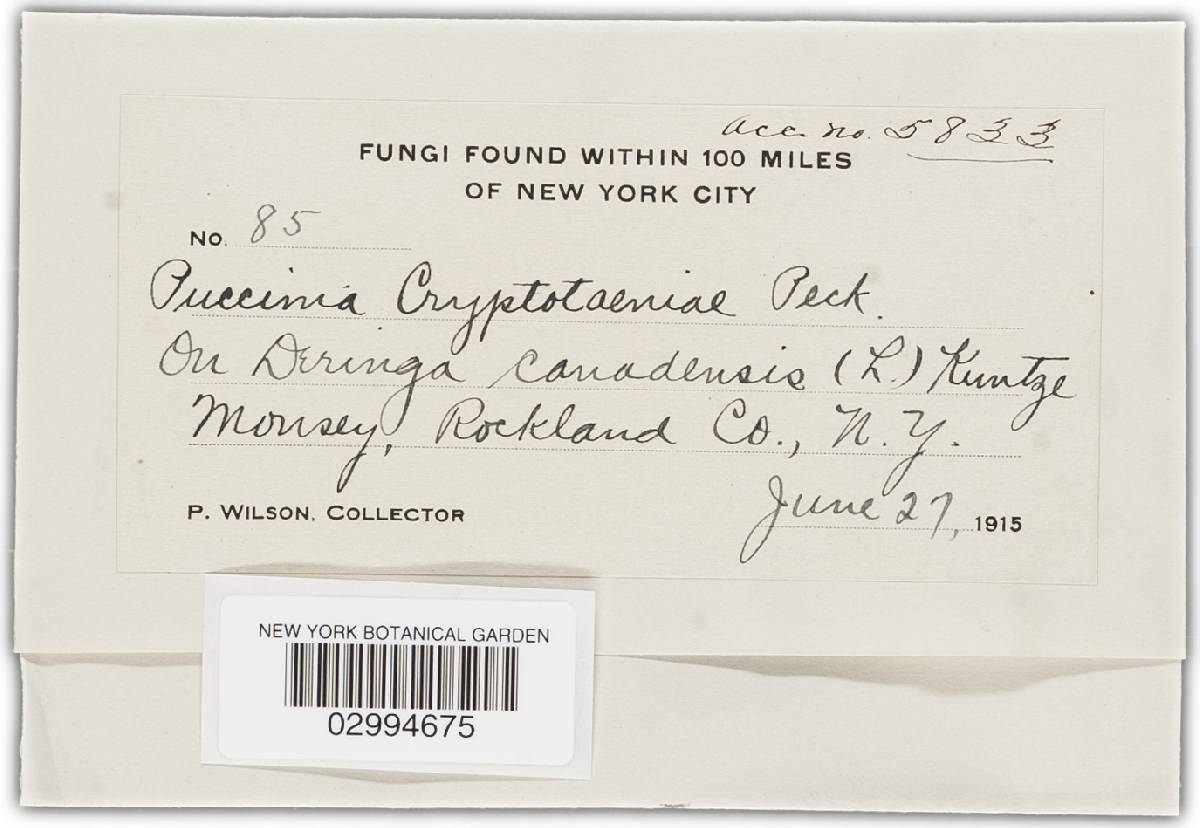 Acc. no. 5833
FUNGI FOUND WITHIN 100 MILES
OF NEW YORK CITY
No. 85
Puccinia Cryptotaeniae Peck.
On Deringa canadensis (L.) Kuntze
Monsey, Rockland Co., N. Y.
P. WILSON, COLLECTOR
June 27, 1915
NEW YORK BOTANICAL GARDEN
02994675